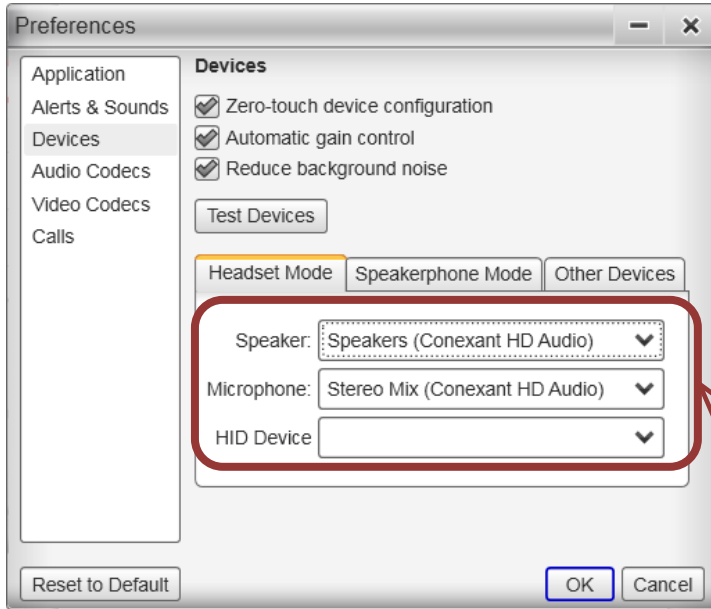 Preferences
Application
Alerts & Sounds
Devices
Audio Codecs
Video Codecs
Calls
Devices
Zero-touch device configuration
Automatic gain control
Reduce background noise
Test Devices
Headset Mode Speakerphone Mode Other Devices
Speaker: Speakers (Conexant HD Audio)
Microphone: Stereo Mix (Conexant HD Audio)
HID Device
Reset to Default OK Cancel